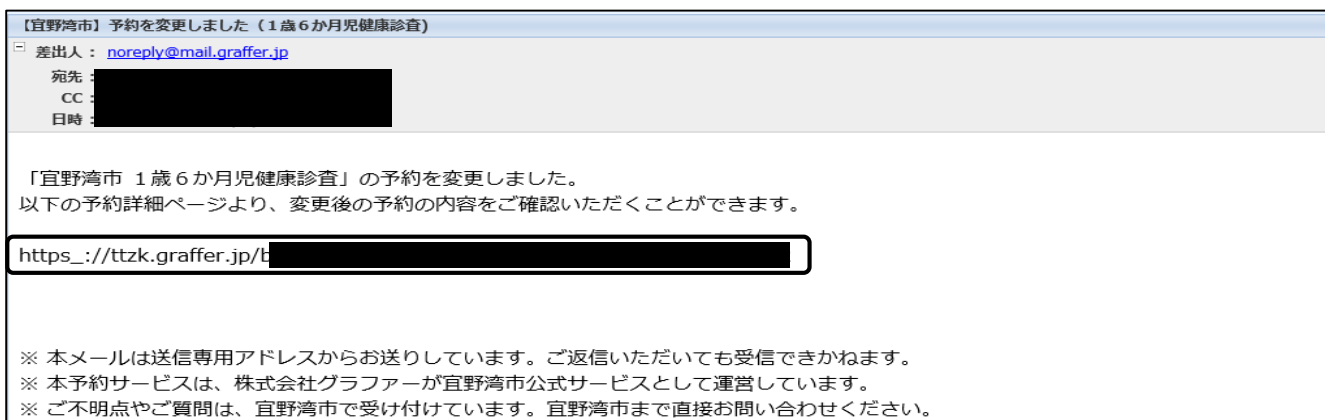 【宜野湾市】予約を変更しました（１歳６か月児健康診査)
差出人： noreply@mail.graffer.jp
宛先：
CC：
日時：
「宜野湾市 １歳６か月児健康診査」の予約を変更しました。
以下の予約詳細ページより、変更後の予約の内容をご確認いただくことができます。
https_://ttzk.graffer.jp/b
※ 本メールは送信専用アドレスからお送りしています。ご返信いただいても受信できかねます。
※ 本予約サービスは、株式会社グラファーが宜野湾市公式サービスとして運営しています。
※ ご不明点やご質問は、宜野湾市で受け付けています。宜野湾市まで直接お問い合わせください。